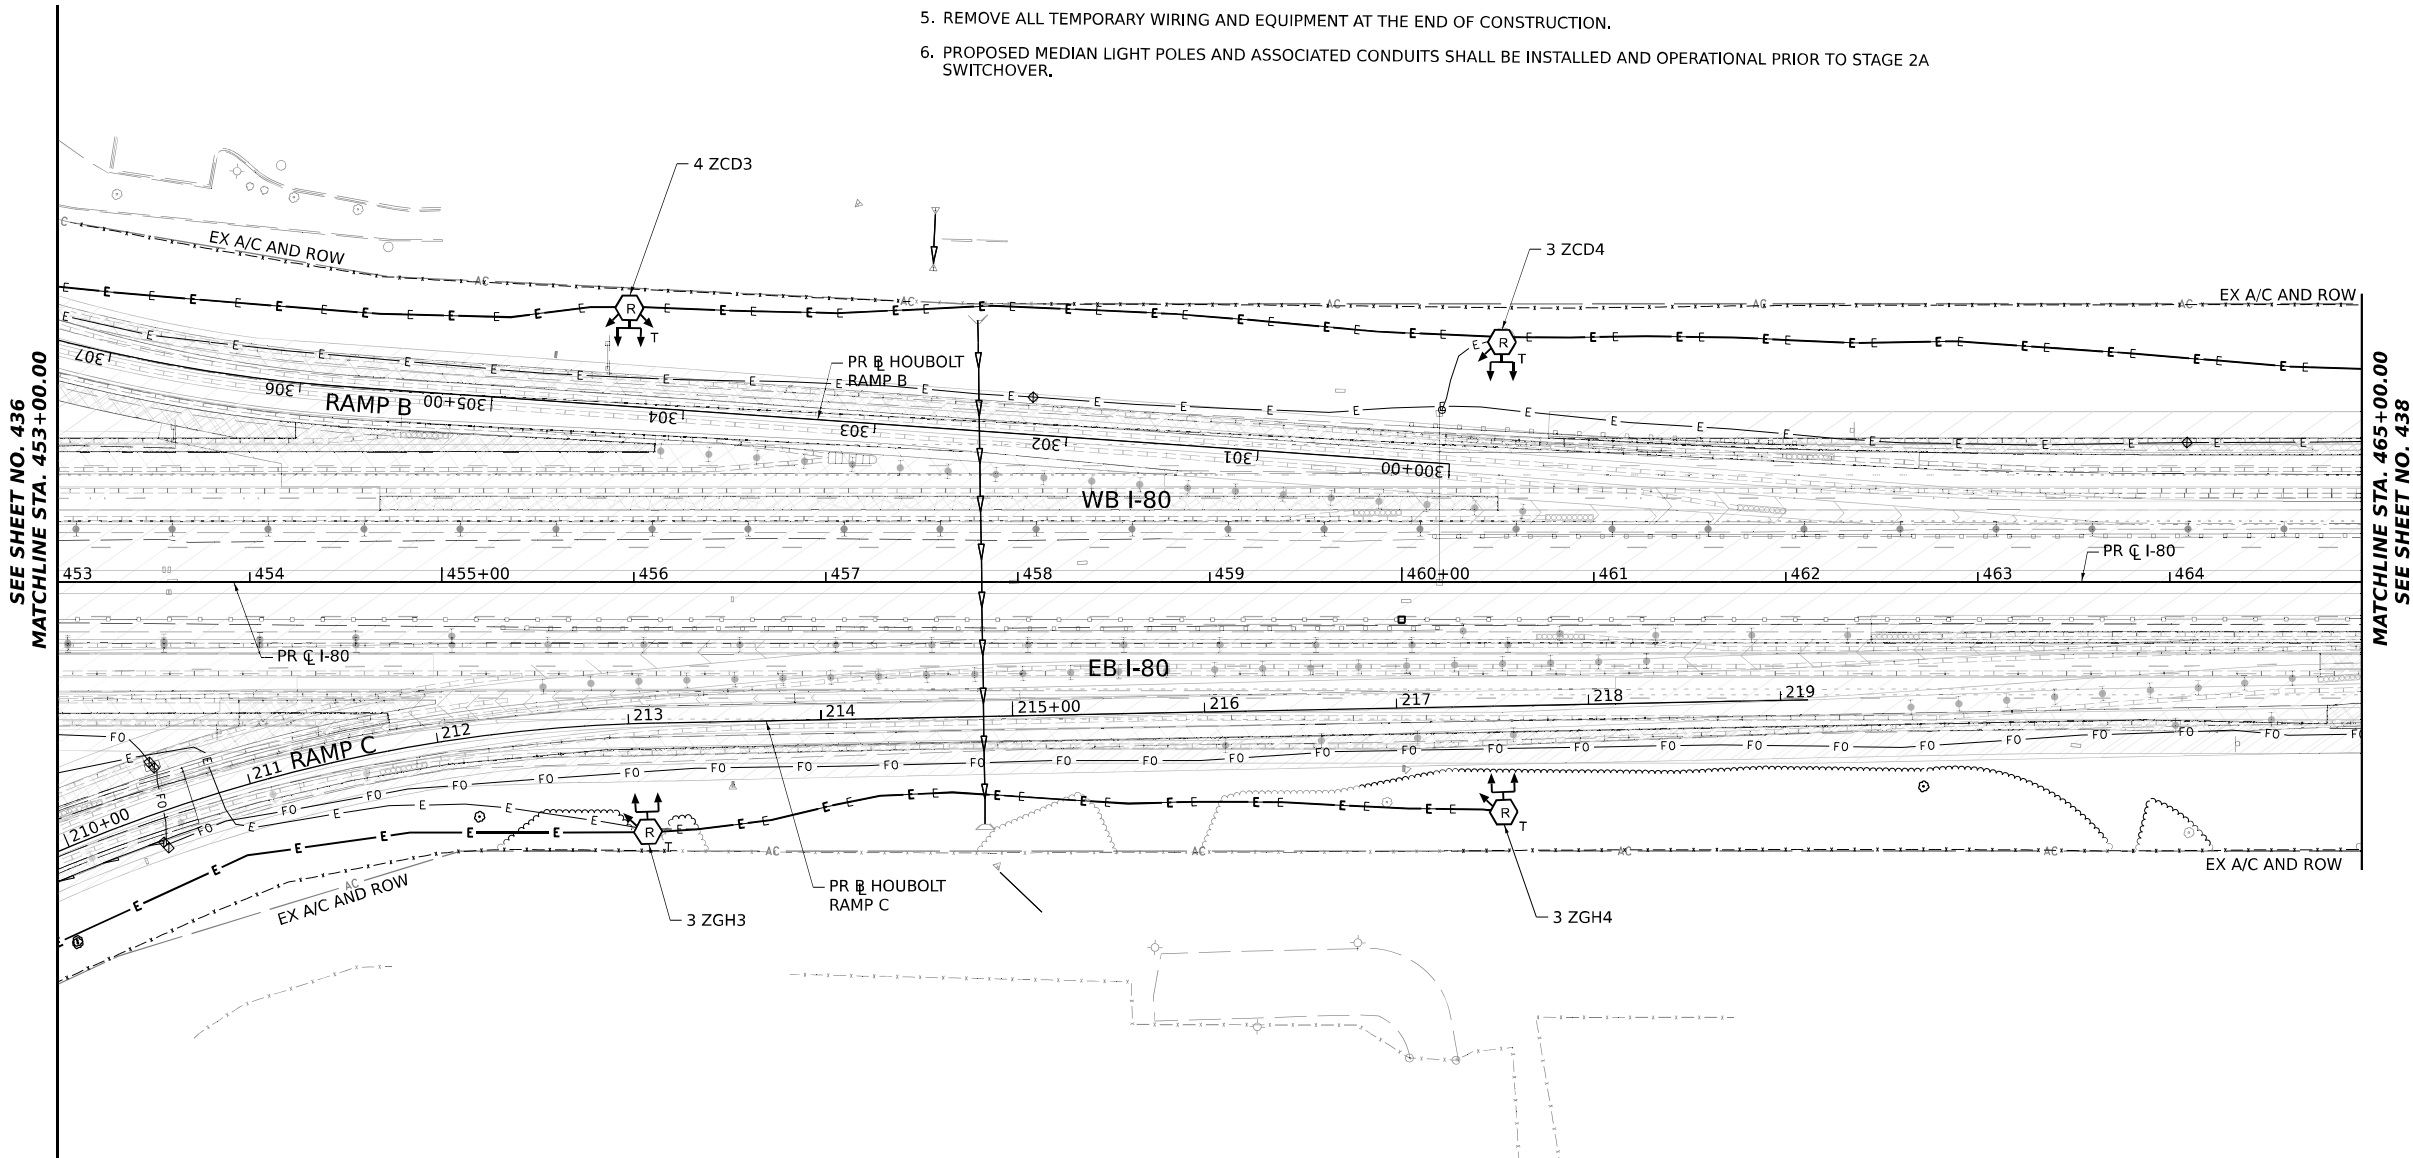 5. REMOVE ALL TEMPORARY WIRING AND EQUIPMENT AT THE END OF CONSTRUCTION.
6. PROPOSED MEDIAN LIGHT POLES AND ASSOCIATED CONDUITS SHALL BE INSTALLED AND OPERATIONAL PRIOR TO STAGE 2A
SWITCHOVER.
4 ZCD3
3 ZCD4
EX A/C AND ROW
EX A/C AND ROW
SEE SHEET NO. 436
MATCHLINE STA. 453+00.00
MATCHLINE STA. 465+00.00
SEE SHEET NO. 438
R
T
R
T
PR ℄ HOUBOLT
RAMP B
RAMP B
307
306
305+00
304
303
302
301
300+00
WB I-80
PR ℄ I-80
453
454
455+00
456
457
458
459
460+00
461
462
463
464
PR ℄ I-80
EB I-80
210+00
211
212
213
214
215+00
216
217
218
219
RAMP C
R
T
R
T
EX A/C AND ROW
EX A/C AND ROW
PR ℄ HOUBOLT
RAMP C
3 ZGH3
3 ZGH4